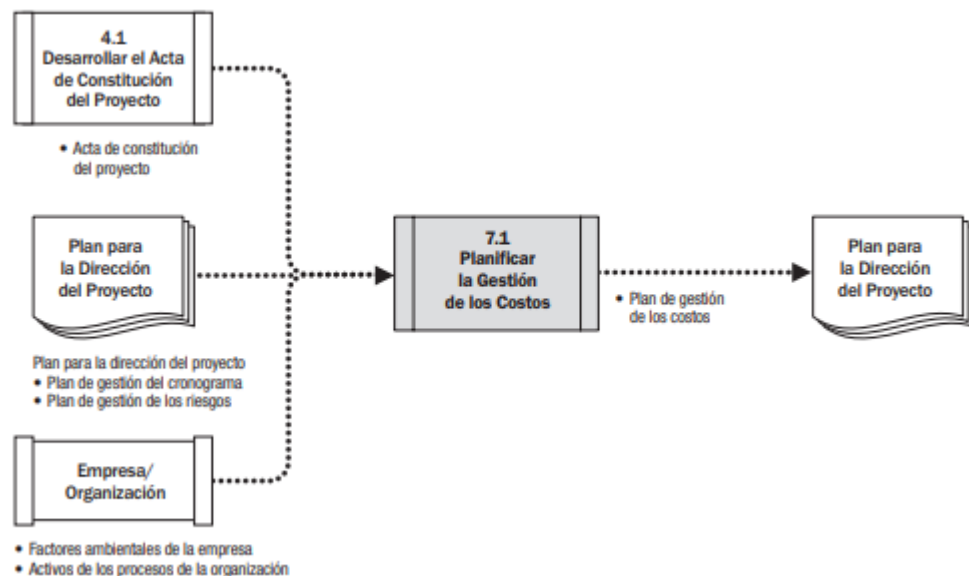 4.1
Desarrollar el Acta
de Constitución
del Proyecto
• Acta de constitución
del proyecto
Plan para
la Dirección
del Proyecto
Plan para la dirección del proyecto
• Plan de gestión del cronograma
• Plan de gestión de los riesgos
Empresa/
Organización
• Factores ambientales de la empresa
• Activos de los procesos de la organización
7.1
Planificar
la Gestión
de los Costos
• Plan de gestión
de los costos
Plan para
la Dirección
del Proyecto